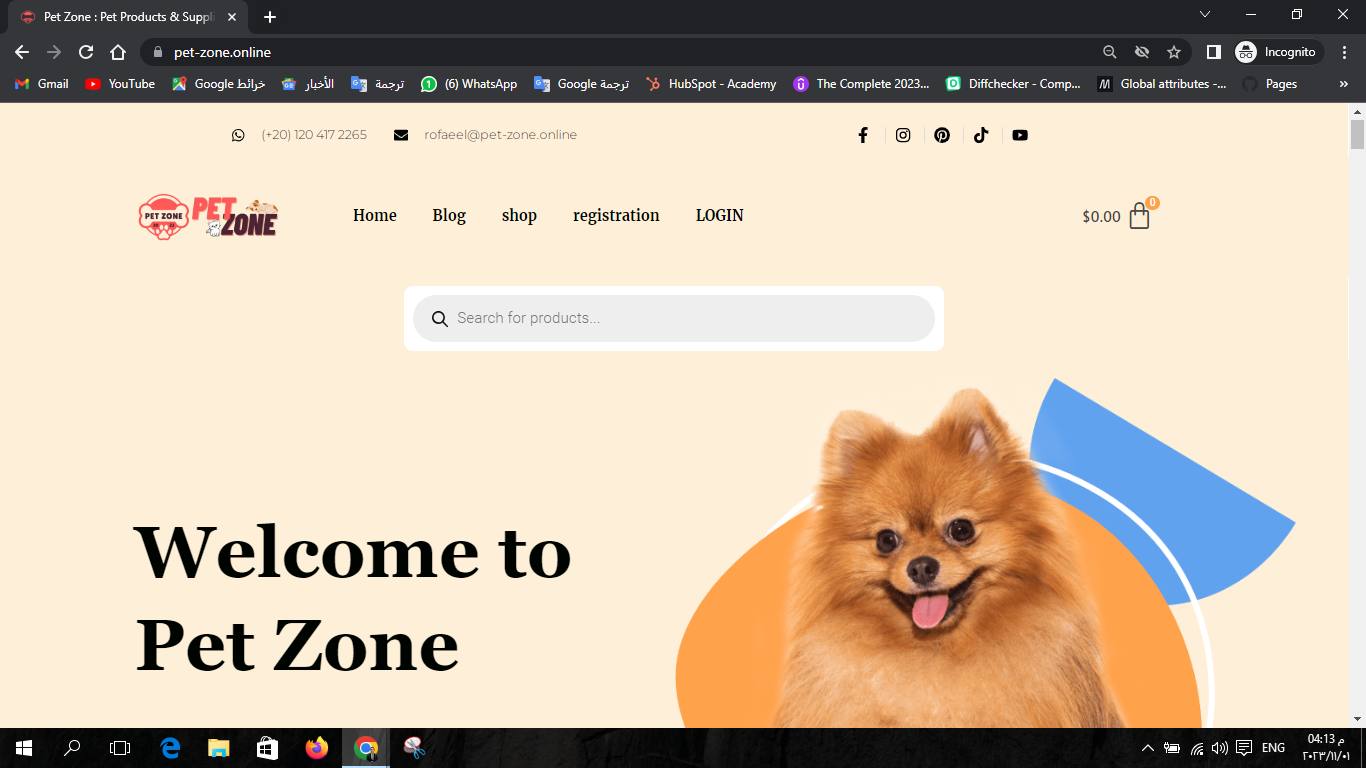 Pet Zone : Pet Products & Suppli
pet-zone.online
Incognito
Gmail
YouTube
خرائط Google
الأخبار
ترجمة
(6) WhatsApp
ترجمة Google
HubSpot - Academy
The Complete 2023...
Diffchecker - Comp...
Global attributes -...
Pages
(+20) 120 417 2265
rofaeel@pet-zone.online
PET ZONE
PET
ZONE
Home
Blog
shop
registration
LOGIN
$0.00
0
Search for products...
Welcome to
Pet Zone
ENG
04:13 م
٢٠٢٣/١١/٠١